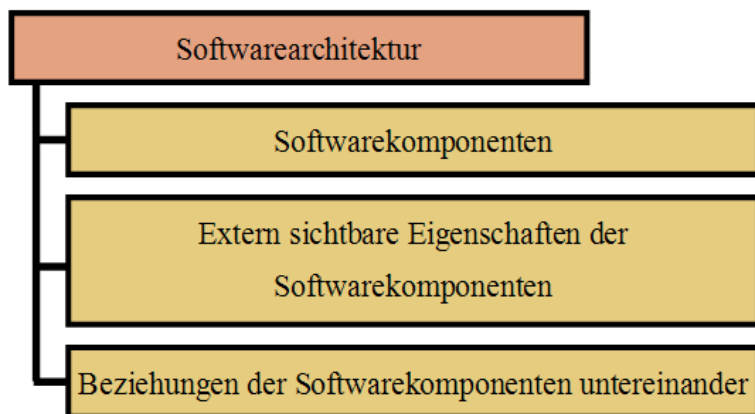 Softwarearchitektur
Softwarekomponenten
Extern sichtbare Eigenschaften der
Softwarekomponenten
Beziehungen der Softwarekomponenten untereinander